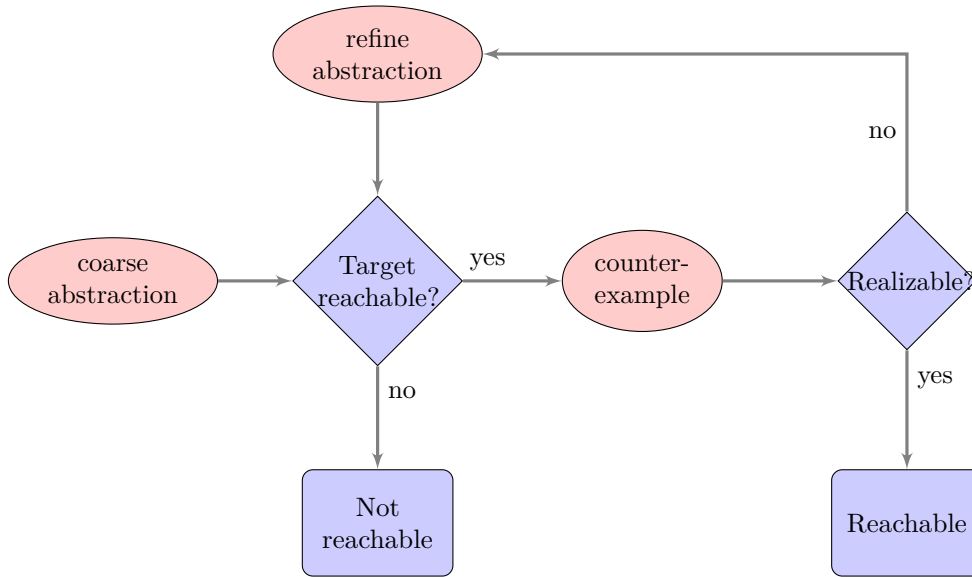 refine
abstraction
no
coarse
abstraction
Target
reachable?
yes
counter-
example
Realizable?
no
yes
Not
reachable
Reachable